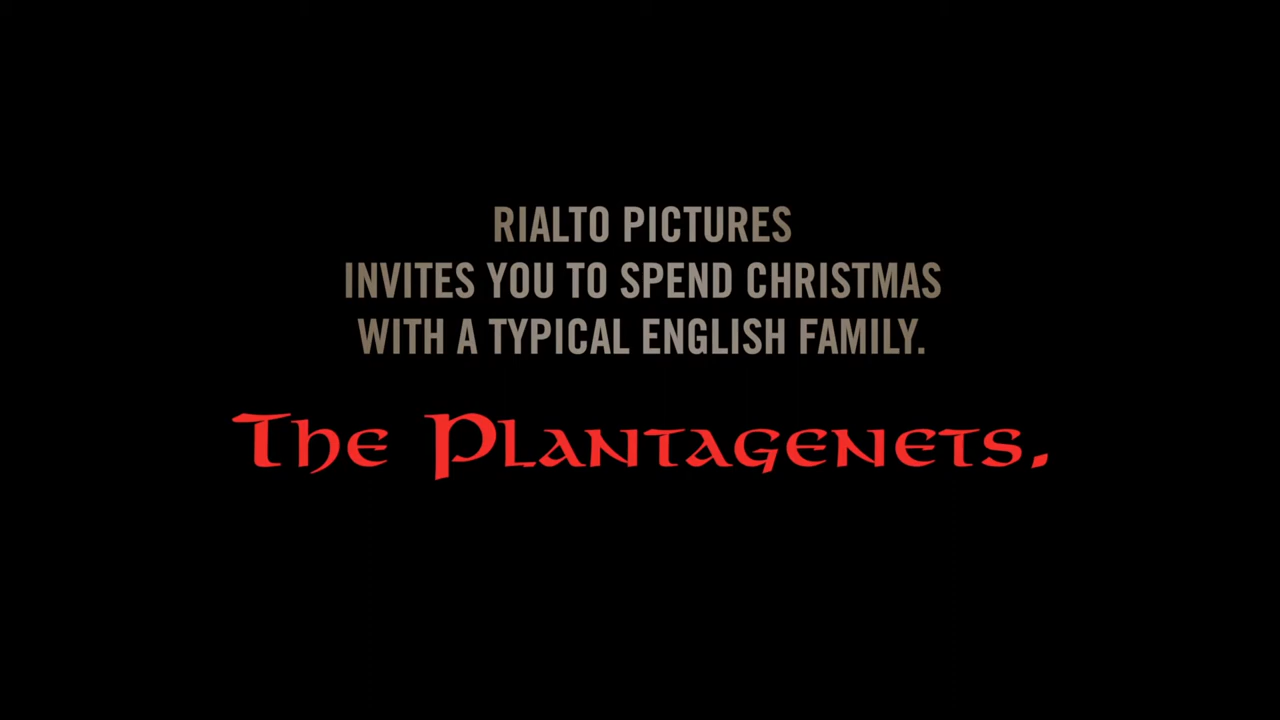 RIALTO PICTURES
INVITES YOU TO SPEND CHRISTMAS
WITH A TYPICAL ENGLISH FAMILY.
The Plantagenets.